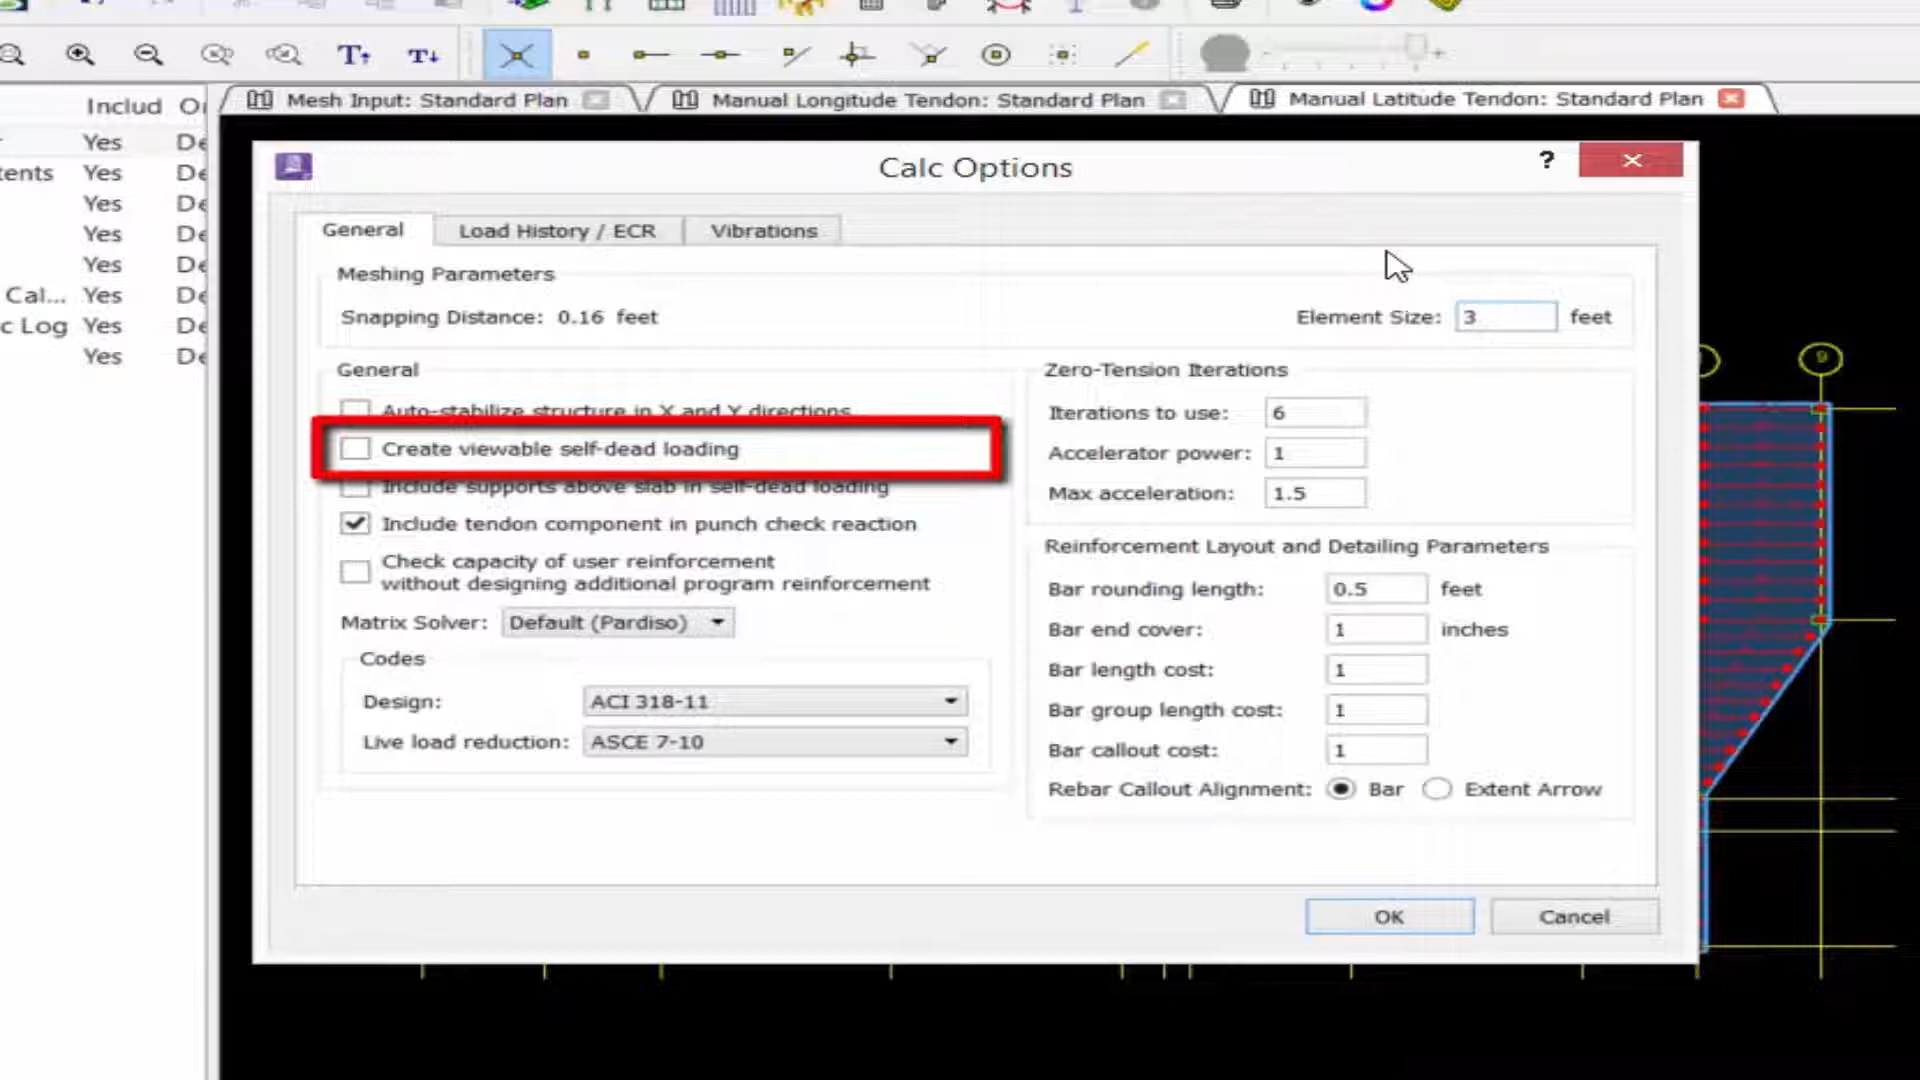 Includ
Mesh Input: Standard Plan
Manual Longitude Tendon: Standard Plan
Manual Latitude Tendon: Standard Plan
Yes
tents Yes
Yes
Yes
Yes
Cal... Yes
c Log Yes
Yes
Calc Options
?
General
Load History / ECR
Vibrations
Meshing Parameters
Snapping Distance: 0.16 feet
Element Size: 3 feet
General
Auto-stabilize structure in X and Y directions
Create viewable self-dead loading
Include supports above slab in self-dead loading
Include tendon component in punch check reaction
Check capacity of user reinforcement
without designing additional program reinforcement
Matrix Solver: Default (Pardiso)
Codes
Design: ACI 318-11
Live load reduction: ASCE 7-10
Zero-Tension Iterations
Iterations to use: 6
Accelerator power: 1
Max acceleration: 1.5
Reinforcement Layout and Detailing Parameters
Bar rounding length: 0.5 feet
Bar end cover: 1 inches
Bar length cost: 1
Bar group length cost: 1
Bar callout cost: 1
Rebar Callout Alignment: Bar Extent Arrow
OK
Cancel
9